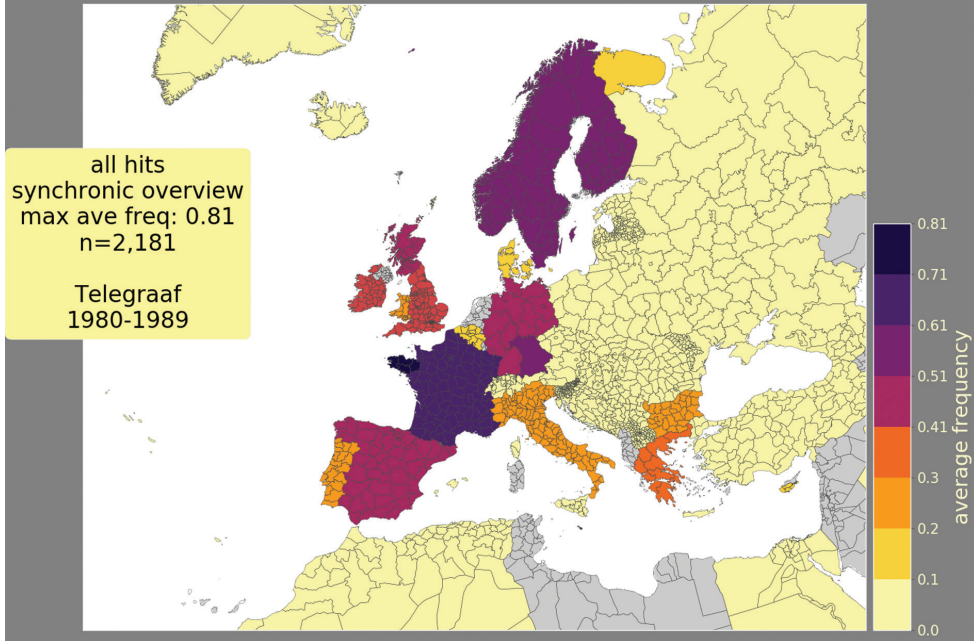 all hits
synchronic overview
max ave freq: 0.81
n=2,181
Telegraaf
1980-1989
0.81
0.71
0.61
0.51
0.41
0.3
0.2
0.1
0.0
average frequency